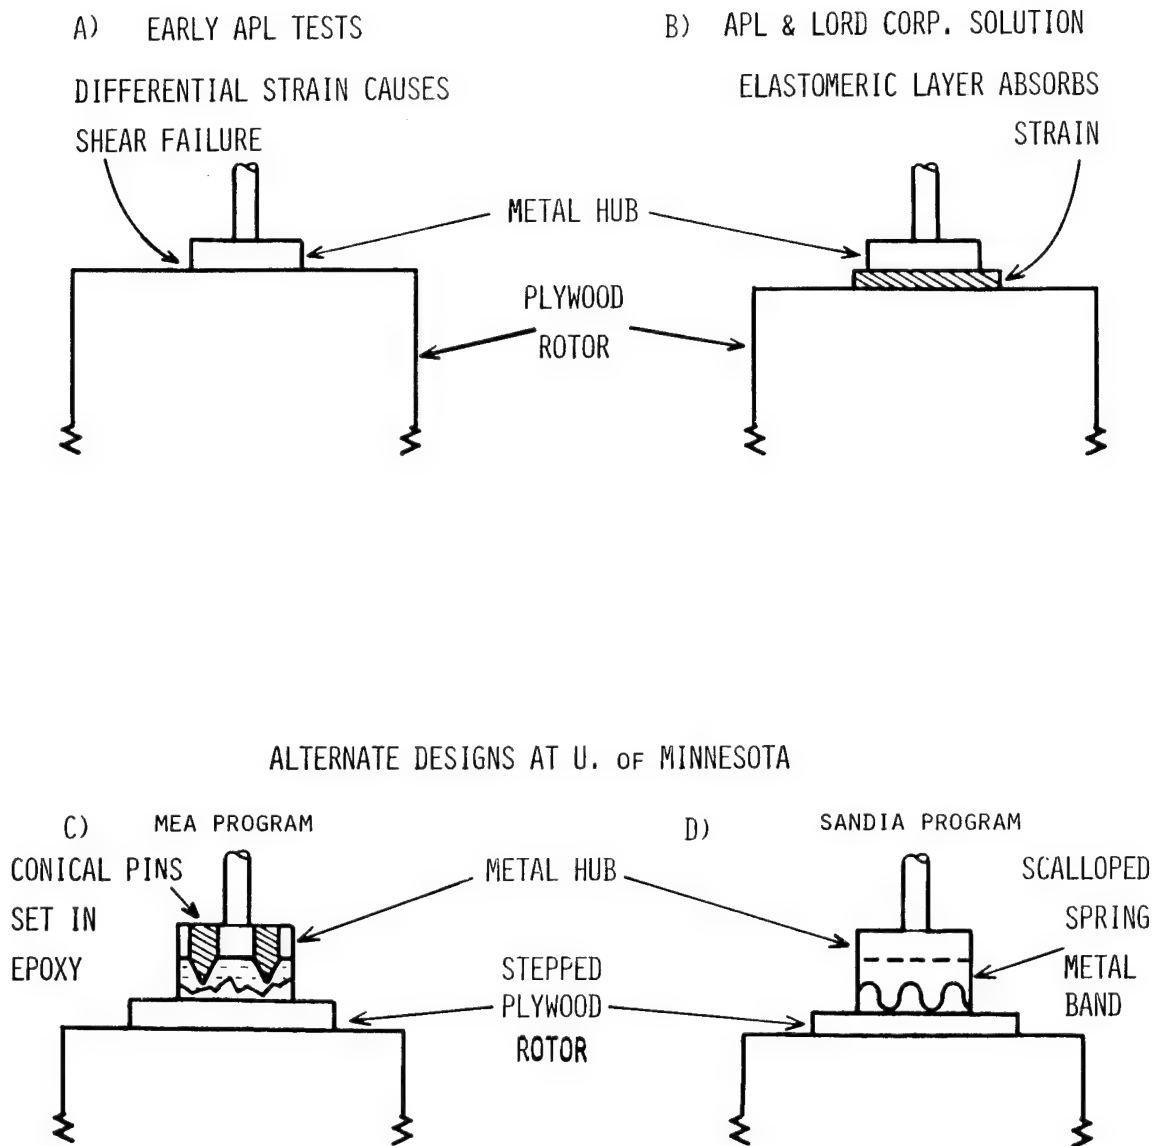 A) EARLY APL TESTS
DIFFERENTIAL STRAIN CAUSES
SHEAR FAILURE
B) APL & LORD CORP. SOLUTION
ELASTOMERIC LAYER ABSORBS
STRAIN
METAL HUB
PLYWOOD
ROTOR
ALTERNATE DESIGNS AT U. OF MINNESOTA
C) MEA PROGRAM
CONICAL PINS
SET IN
EPOXY
METAL HUB
STEPPED
PLYWOOD
ROTOR
D) SANDIA PROGRAM
SCALLOPED
SPRING
METAL
BAND